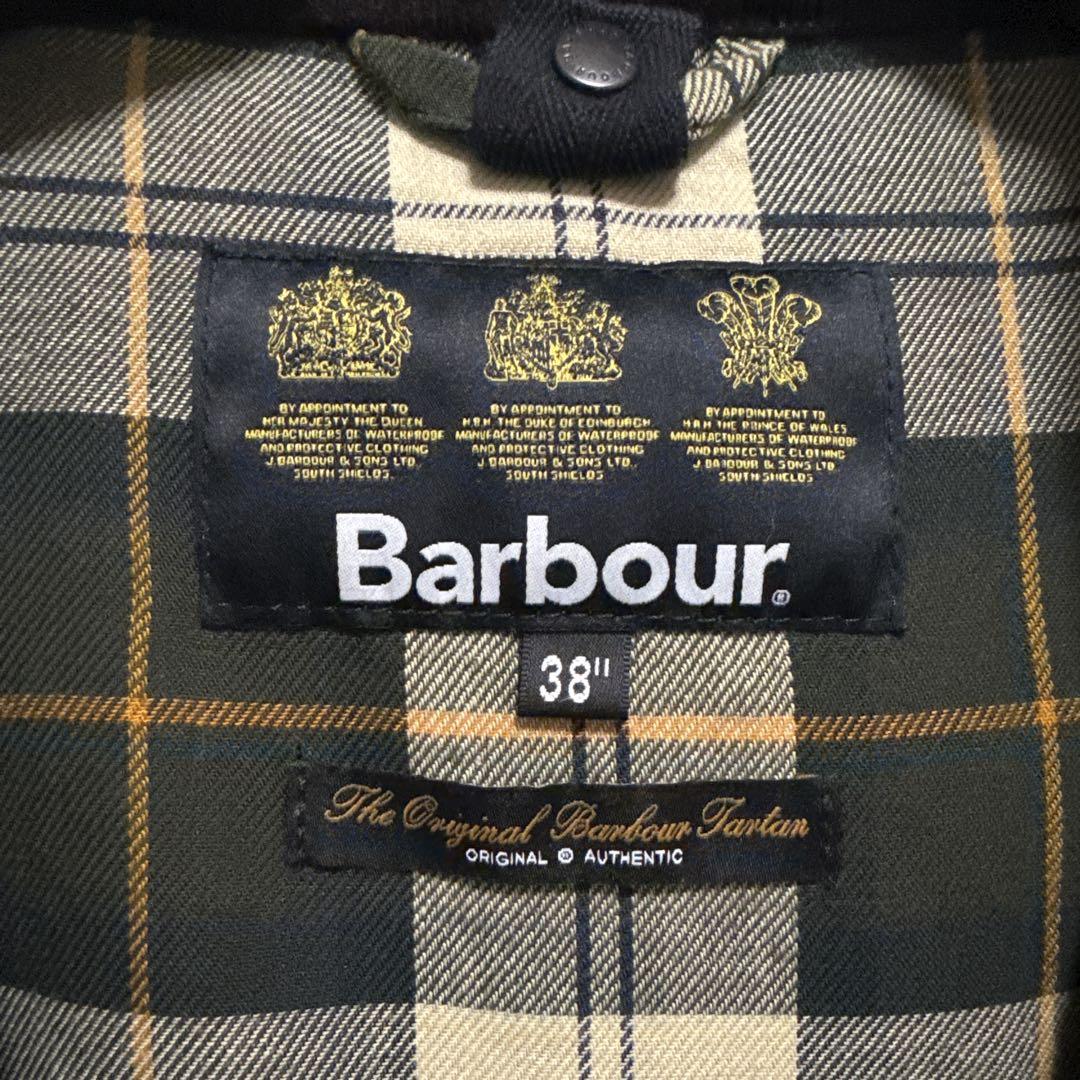 BY APPOINTMENT TO
HER MAJESTY THE QUEEN
MANUFACTURERS OF WATERPROOF
AND PROTECTIVE CLOTHING
J. BARBOUR & SONS LTD.
SOUTH SHIELDS.
BY APPOINTMENT TO
H.R.H. THE DUKE OF EDINBURGH
MANUFACTURERS OF WATERPROOF
AND PROTECTIVE CLOTHING
J. BARBOUR & SONS LTD.
SOUTH SHIELDS
BY APPOINTMENT TO
H.R.H. THE PRINCE OF WALES
MANUFACTURERS OF WATERPROOF
AND PROTECTIVE CLOTHING
J. BARBOUR & SONS LTD.
SOUTH SHIELDS
Barbour®
38"
The Original Barbour Tartan
ORIGINAL ® AUTHENTIC